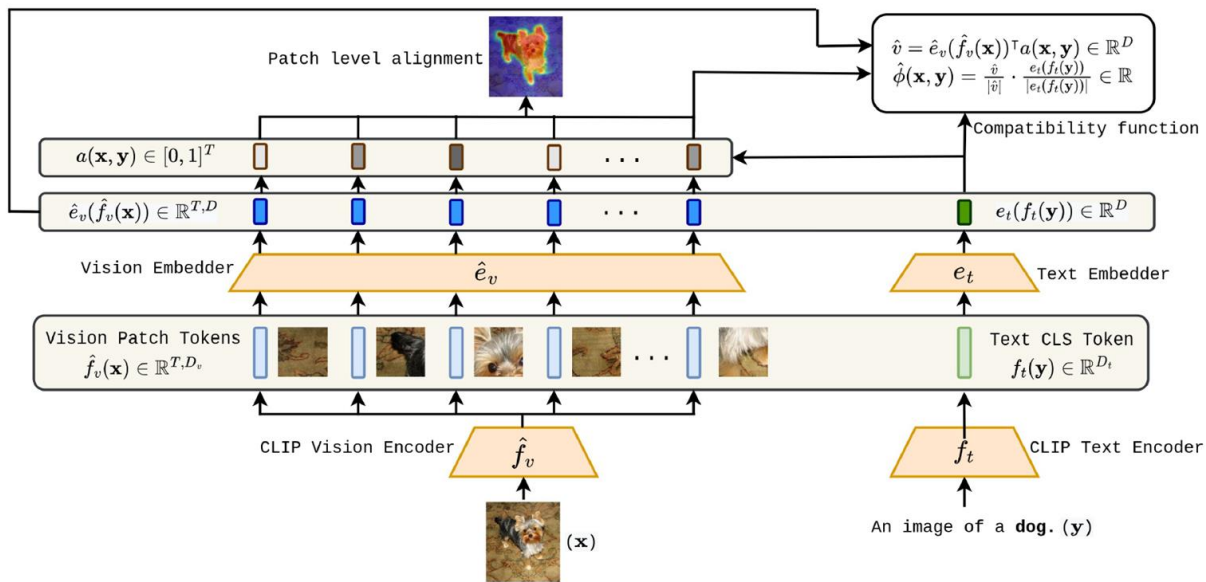 Patch level alignment
v̂ = ê_v(f̂_v(x))^⊤ a(x, y) ∈ ℝ^D
ϕ̂(x, y) = v̂/|v̂| · e_t(f_t(y))/|e_t(f_t(y))| ∈ ℝ
Compatibility function
a(x, y) ∈ [0, 1]^T
...
ê_v(f̂_v(x)) ∈ ℝ^{T,D}
...
e_t(f_t(y)) ∈ ℝ^D
Vision Embedder
ê_v
e_t
Text Embedder
Vision Patch Tokens
f̂_v(x) ∈ ℝ^{T,D_v}
...
Text CLS Token
f_t(y) ∈ ℝ^{D_t}
CLIP Vision Encoder
f̂_v
f_t
CLIP Text Encoder
(x)
An image of a dog. (y)